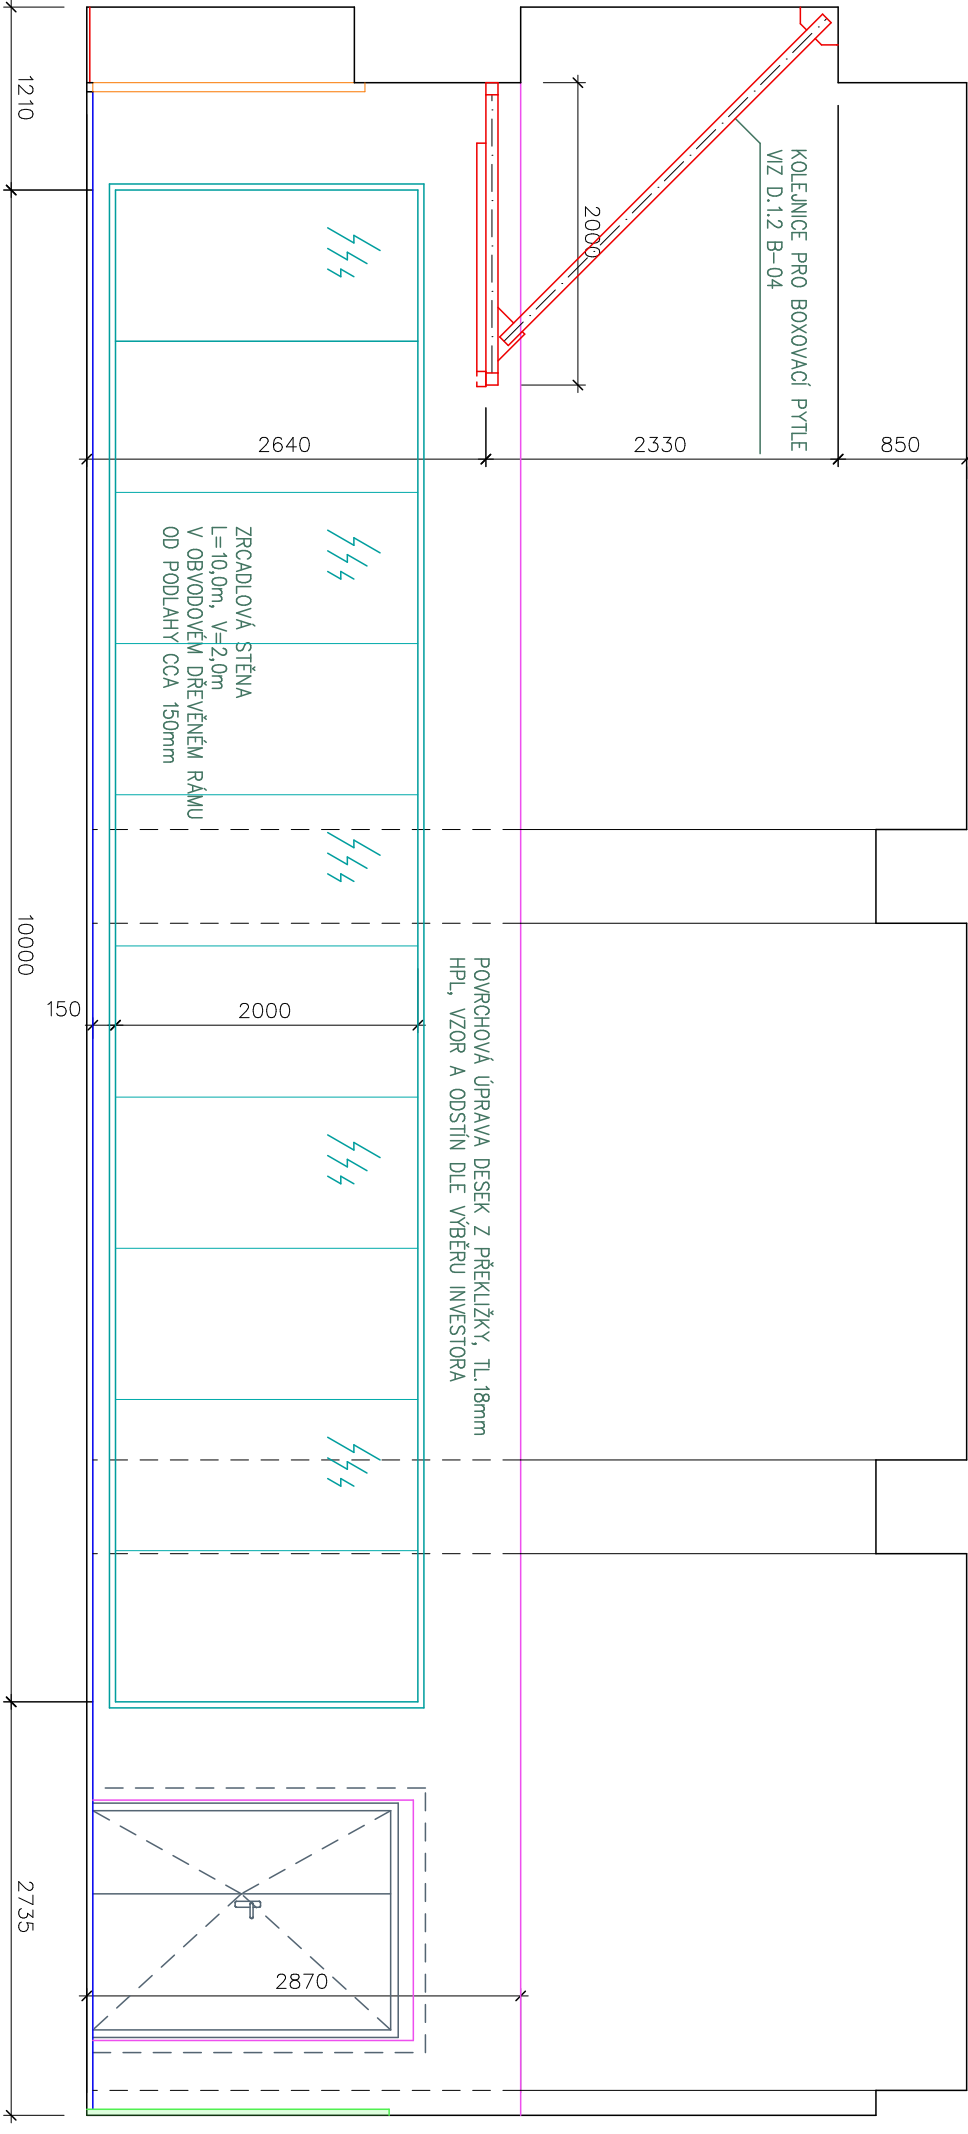 KOLEJNICE PRO BOXOVACÍ PYTLE
VIZ D.1.2 B-04
850
2330
2640
2000
1210
ZRCADLOVÁ STĚNA
L=10,0m, V=2,0m
V OBVODOVÉM DŘEVĚNÉM RÁMU
OD PODLAHY CCA 150mm
POVRCHOVÁ ÚPRAVA DESEK Z PŘEKLIŽKY, TL.18mm
HPL, VZOR A ODSTÍN DLE VÝBĚRU INVESTORA
2000
150
10000
2870
2735